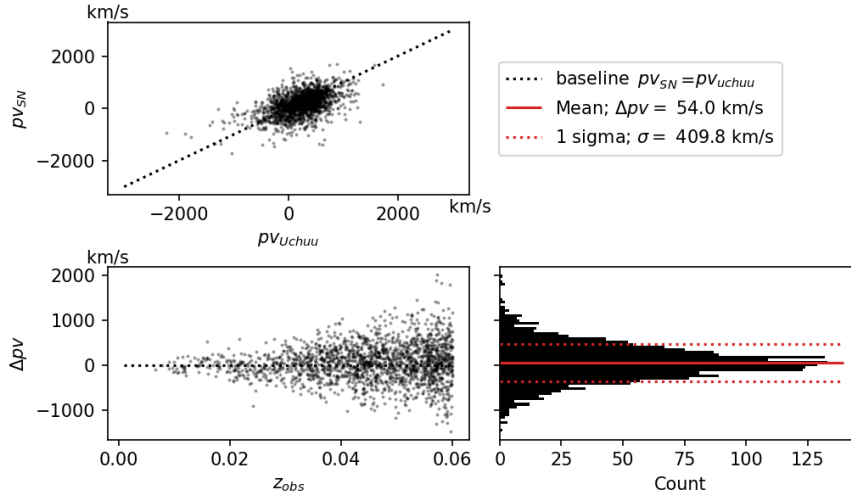 km/s
2000
0
−2000
pv_SN
−2000 0 2000
km/s
pv_Uchuu
baseline pv_SN=pv_uchuu
Mean; Δpv = 54.0 km/s
1 sigma; σ = 409.8 km/s
km/s
2000
1000
0
−1000
Δpv
0.00 0.02 0.04 0.06
z_obs
0 25 50 75 100 125
Count